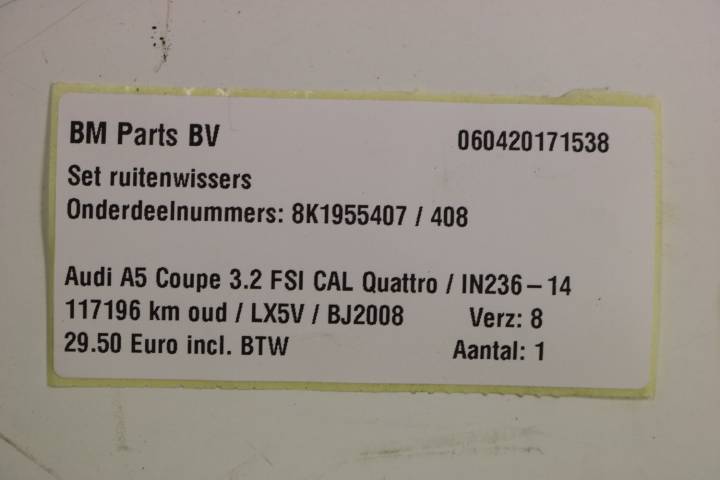 BM Parts BV 060420171538
Set ruitenwissers
Onderdeelnummers: 8K1955407 / 408
Audi A5 Coupe 3.2 FSI CAL Quattro / IN236-14
117196 km oud / LX5V / BJ2008 Verz: 8
29.50 Euro incl. BTW Aantal: 1